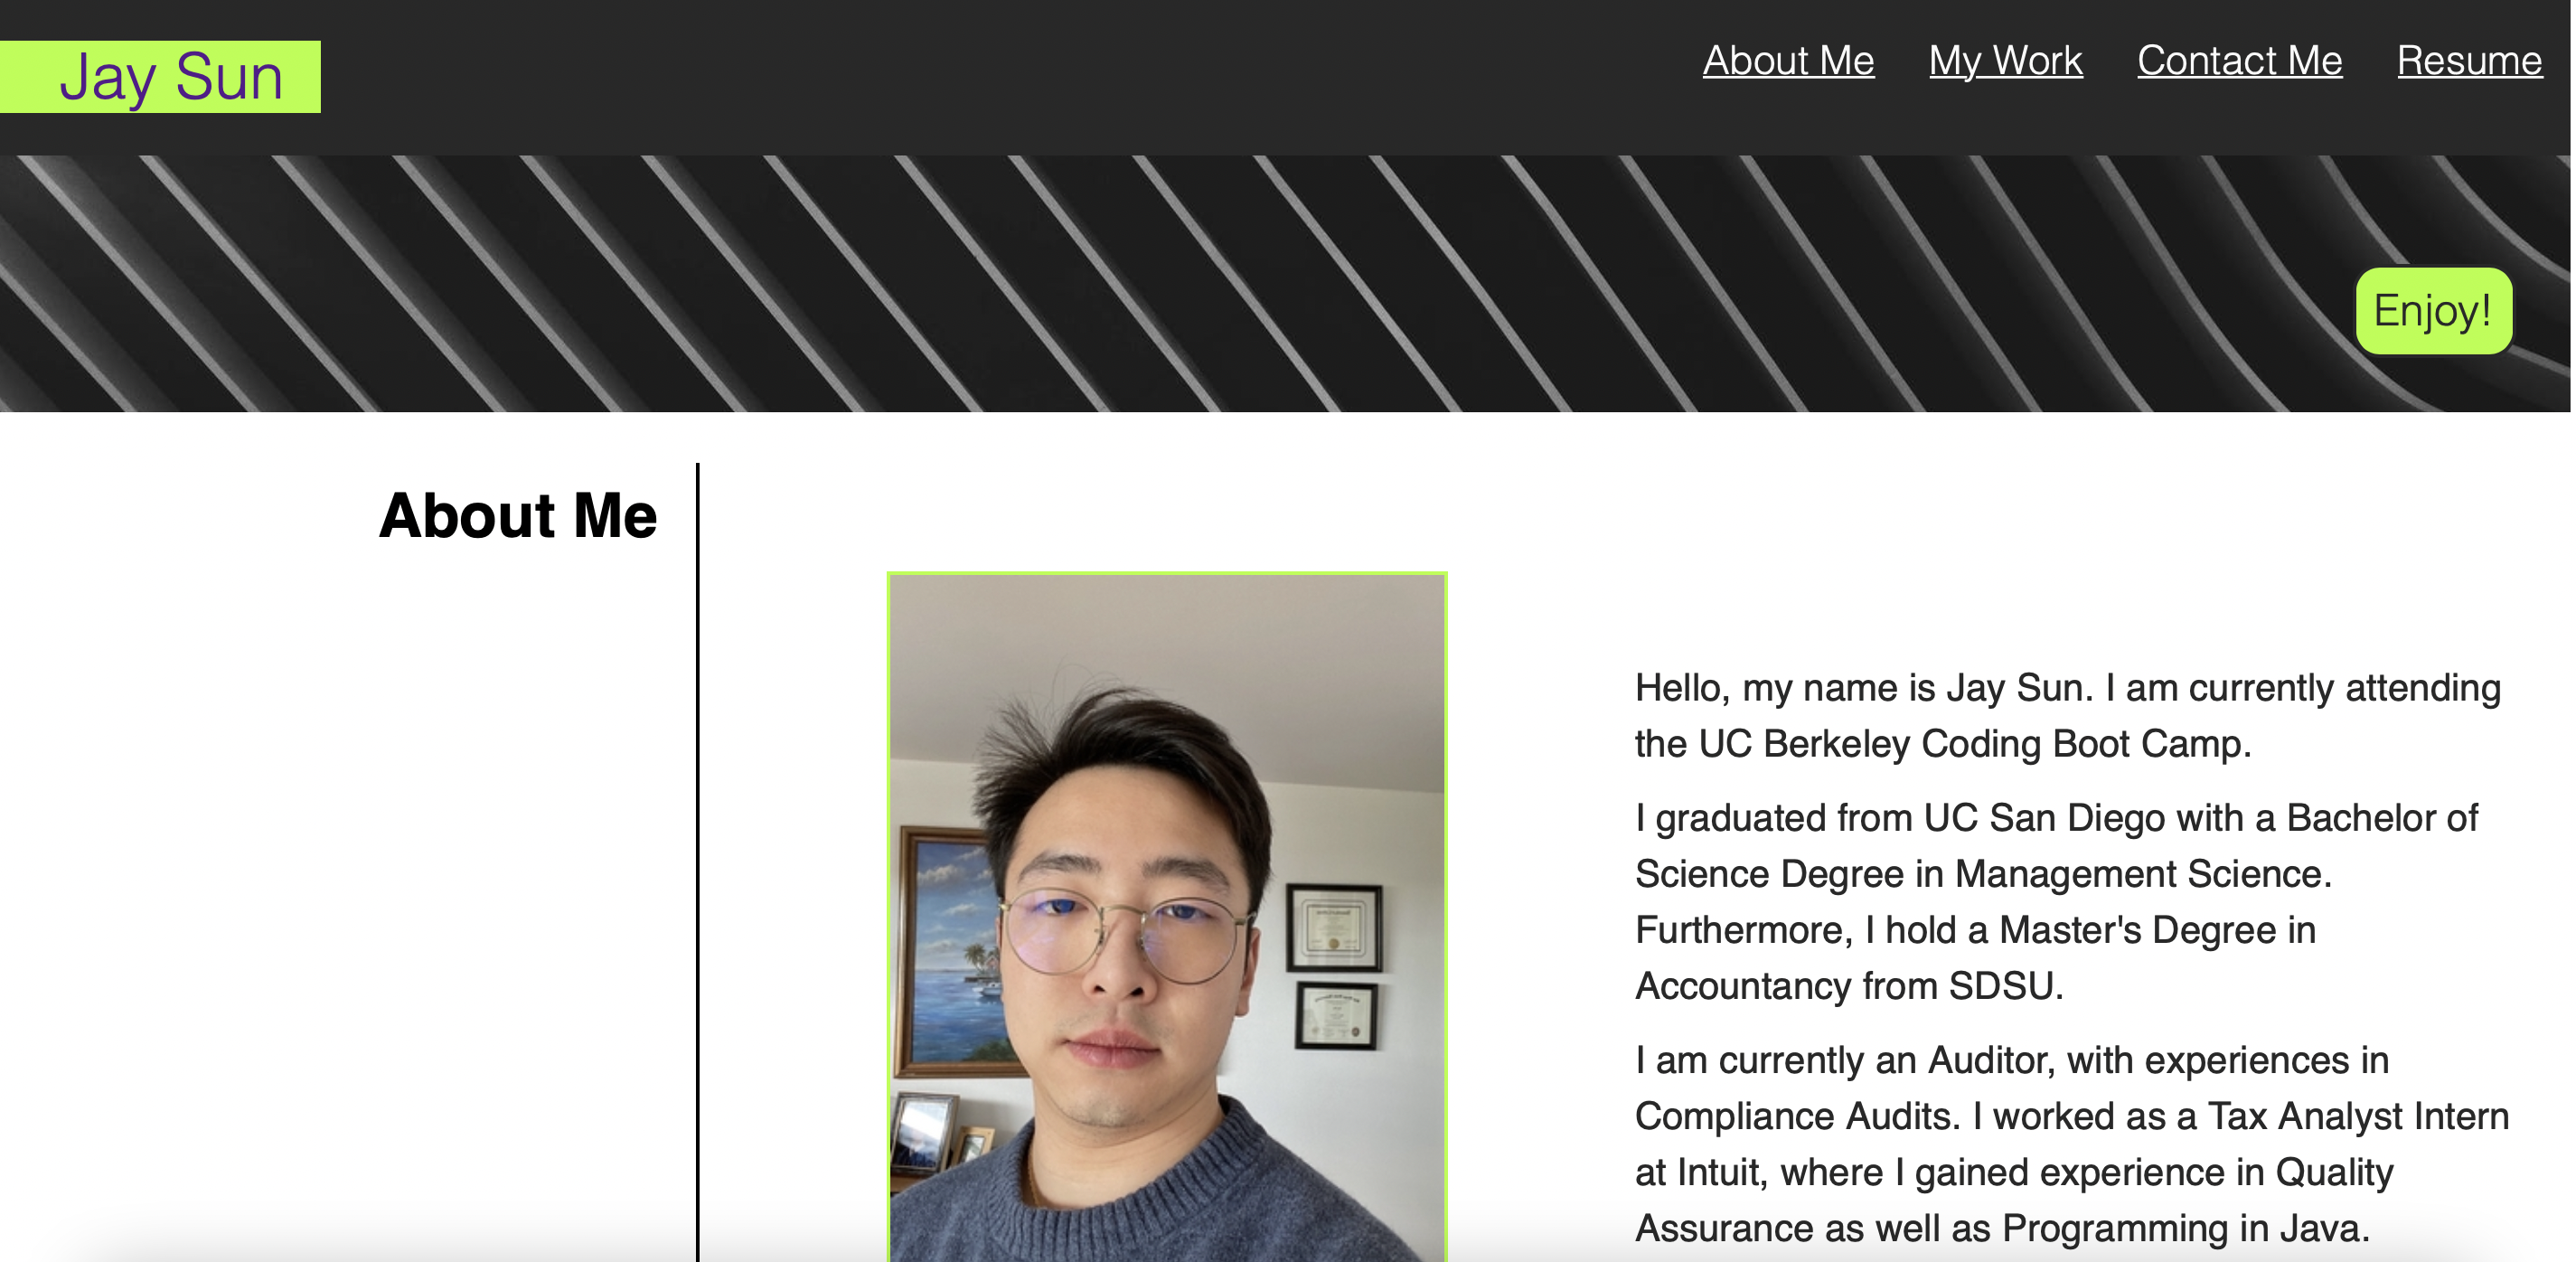 Jay Sun
About Me
My Work
Contact Me
Resume
Enjoy!
About Me
Hello, my name is Jay Sun. I am currently attending
the UC Berkeley Coding Boot Camp.
I graduated from UC San Diego with a Bachelor of
Science Degree in Management Science.
Furthermore, I hold a Master's Degree in
Accountancy from SDSU.
I am currently an Auditor, with experiences in
Compliance Audits. I worked as a Tax Analyst Intern
at Intuit, where I gained experience in Quality
Assurance as well as Programming in Java.